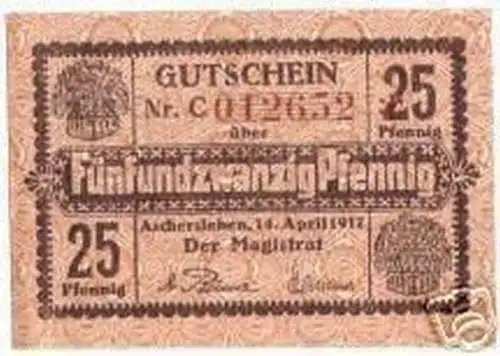 GUTSCHEIN
Nr. C 012652
über
25
Pfennig
Fünfundzwanzig Pfennig
Aschersleben, 14. April 1917
Der Magistrat
25
Pfennig